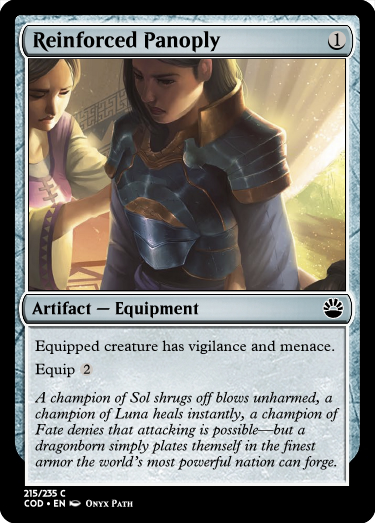 Reinforced Panoply 1
Artifact — Equipment
Equipped creature has vigilance and menace.
Equip 2
A champion of Sol shrugs off blows unharmed, a
champion of Luna heals instantly, a champion of
Fate denies that attacking is possible—but a
dragonborn simply plates themself in the finest
armor the world's most powerful nation can forge.
215/235 C
COD • EN Onyx Path